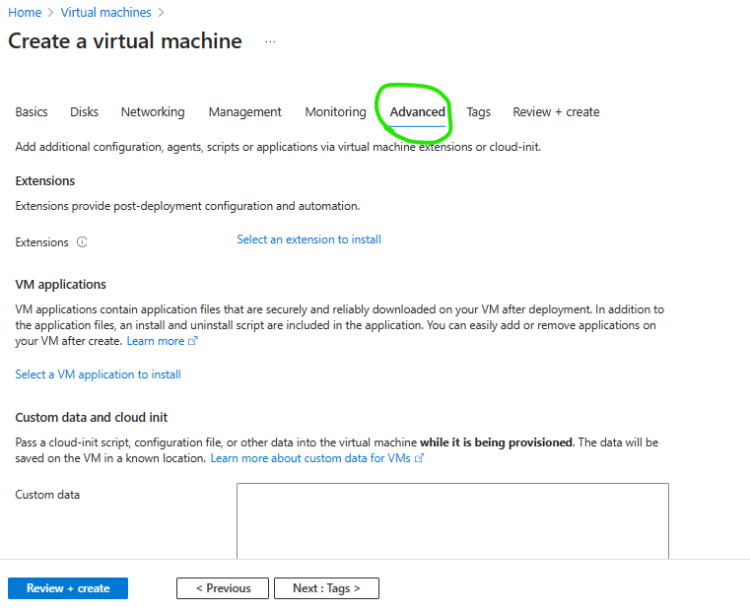 Home > Virtual machines >
Create a virtual machine ...
Basics Disks Networking Management Monitoring Advanced Tags Review + create
Add additional configuration, agents, scripts or applications via virtual machine extensions or cloud-init.
Extensions
Extensions provide post-deployment configuration and automation.
Extensions Select an extension to install
VM applications
VM applications contain application files that are securely and reliably downloaded on your VM after deployment. In addition to
the application files, an install and uninstall script are included in the application. You can easily add or remove applications on
your VM after create. Learn more
Select a VM application to install
Custom data and cloud init
Pass a cloud-init script, configuration file, or other data into the virtual machine while it is being provisioned. The data will be
saved on the VM in a known location. Learn more about custom data for VMs
Custom data
Review + create < Previous Next : Tags >